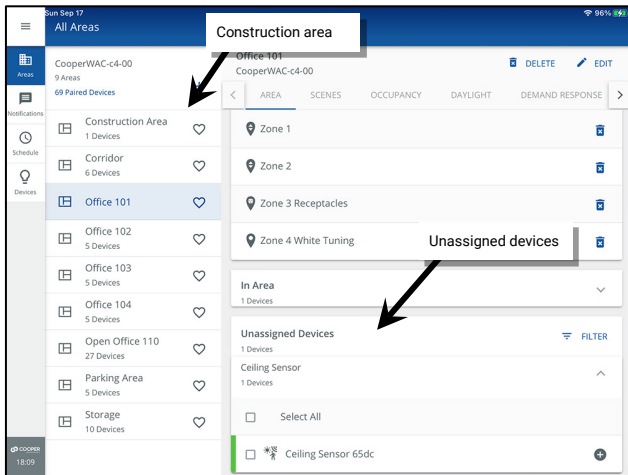 Sun Sep 17
96%
All Areas
Construction area
Areas
Notifications
Schedule
Devices
COOPER
18:09
CooperWAC-c4-00
9 Areas
69 Paired Devices
Construction Area
1 Devices
Corridor
6 Devices
Office 101
Office 102
5 Devices
Office 103
5 Devices
Office 104
5 Devices
Open Office 110
27 Devices
Parking Area
5 Devices
Storage
10 Devices
Office 101
CooperWAC-c4-00
DELETE
EDIT
AREA SCENES OCCUPANCY DAYLIGHT DEMAND RESPONSE
Zone 1
Zone 2
Zone 3 Receptacles
Zone 4 White Tuning
Unassigned devices
In Area
1 Devices
Unassigned Devices
1 Devices
FILTER
Ceiling Sensor
1 Devices
Select All
Ceiling Sensor 65dc